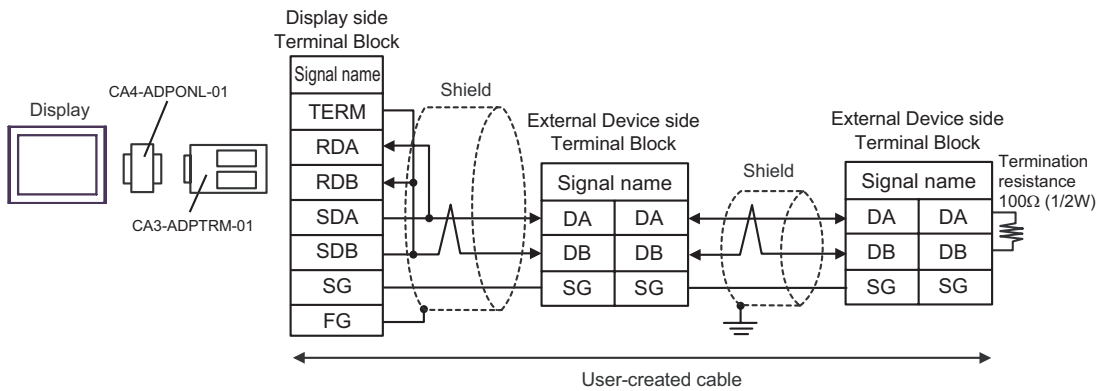 Display side
Terminal Block
Signal name
TERM
RDA
RDB
SDA
SDB
SG
FG
Display
CA4-ADPONL-01
CA3-ADPTRM-01
Shield
External Device side
Terminal Block
Signal name
DA DA
DB DB
SG SG
Shield
External Device side
Terminal Block
Signal name
DA DA
DB DB
SG SG
Termination
resistance
100Ω (1/2W)
User-created cable